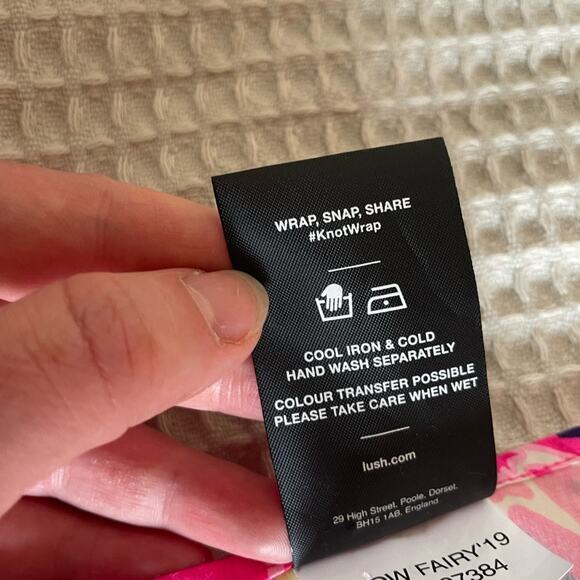 WRAP, SNAP, SHARE
#KnotWrap
COOL IRON & COLD
HAND WASH SEPARATELY
COLOUR TRANSFER POSSIBLE
PLEASE TAKE CARE WHEN WET
lush.com
29 High Street, Poole, Dorset,
BH15 1AB, England
FAIRY'19